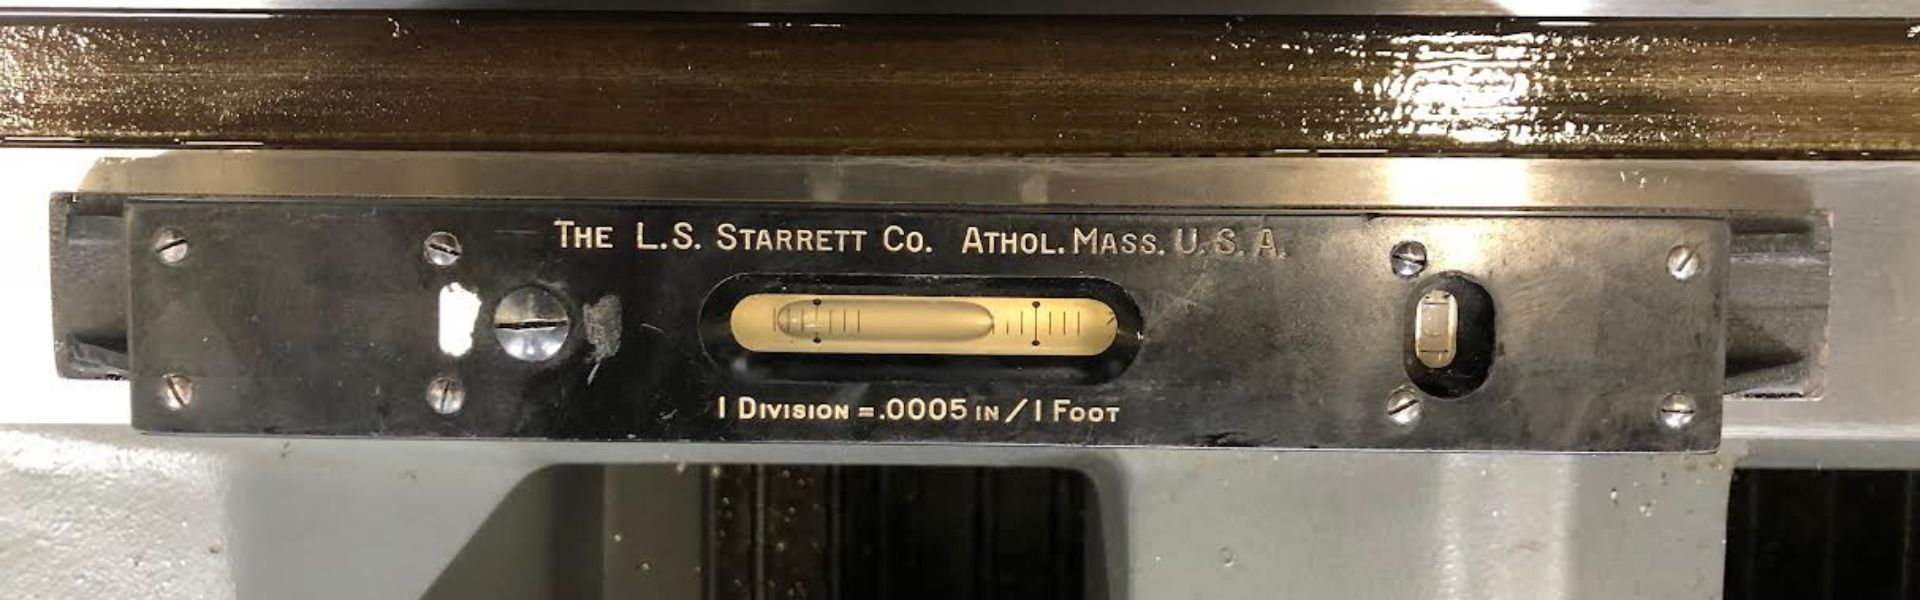 THE L.S. STARRETT CO. ATHOL. MASS. U.S.A.
1 DIVISION = .0005 IN / 1 FOOT